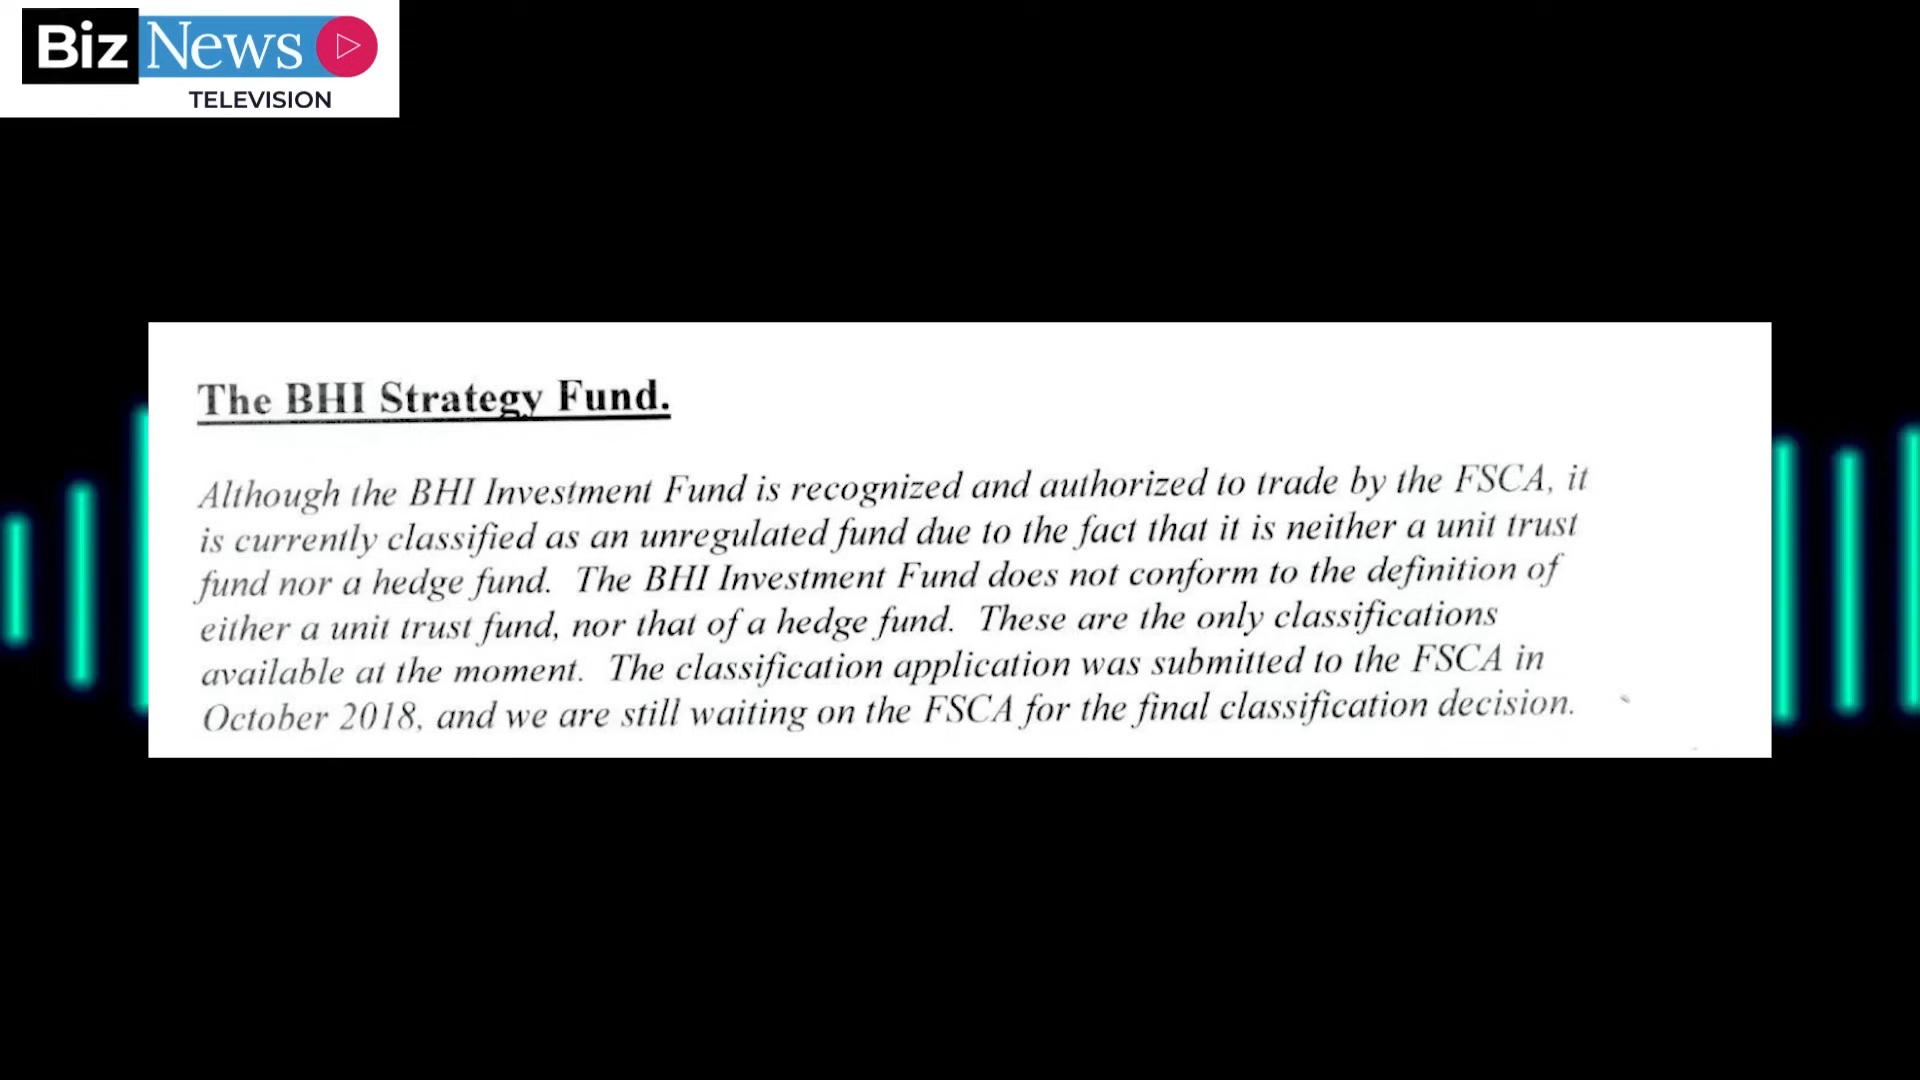 Biz News
TELEVISION
The BHI Strategy Fund.
Although the BHI Investment Fund is recognized and authorized to trade by the FSCA, it
is currently classified as an unregulated fund due to the fact that it is neither a unit trust
fund nor a hedge fund. The BHI Investment Fund does not conform to the definition of
either a unit trust fund, nor that of a hedge fund. These are the only classifications
available at the moment. The classification application was submitted to the FSCA in
October 2018, and we are still waiting on the FSCA for the final classification decision.